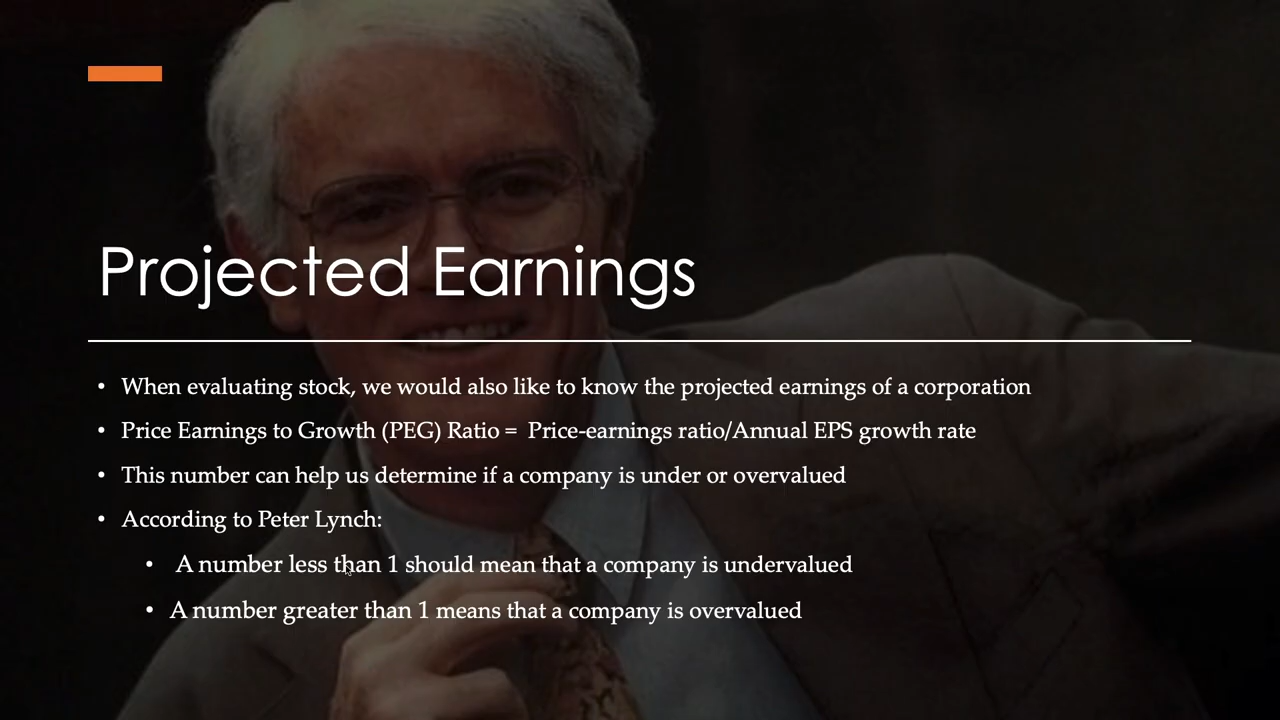 Projected Earnings
• When evaluating stock, we would also like to know the projected earnings of a corporation
• Price Earnings to Growth (PEG) Ratio =  Price-earnings ratio/Annual EPS growth rate
• This number can help us determine if a company is under or overvalued
• According to Peter Lynch:
• A number less than 1 should mean that a company is undervalued
• A number greater than 1 means that a company is overvalued